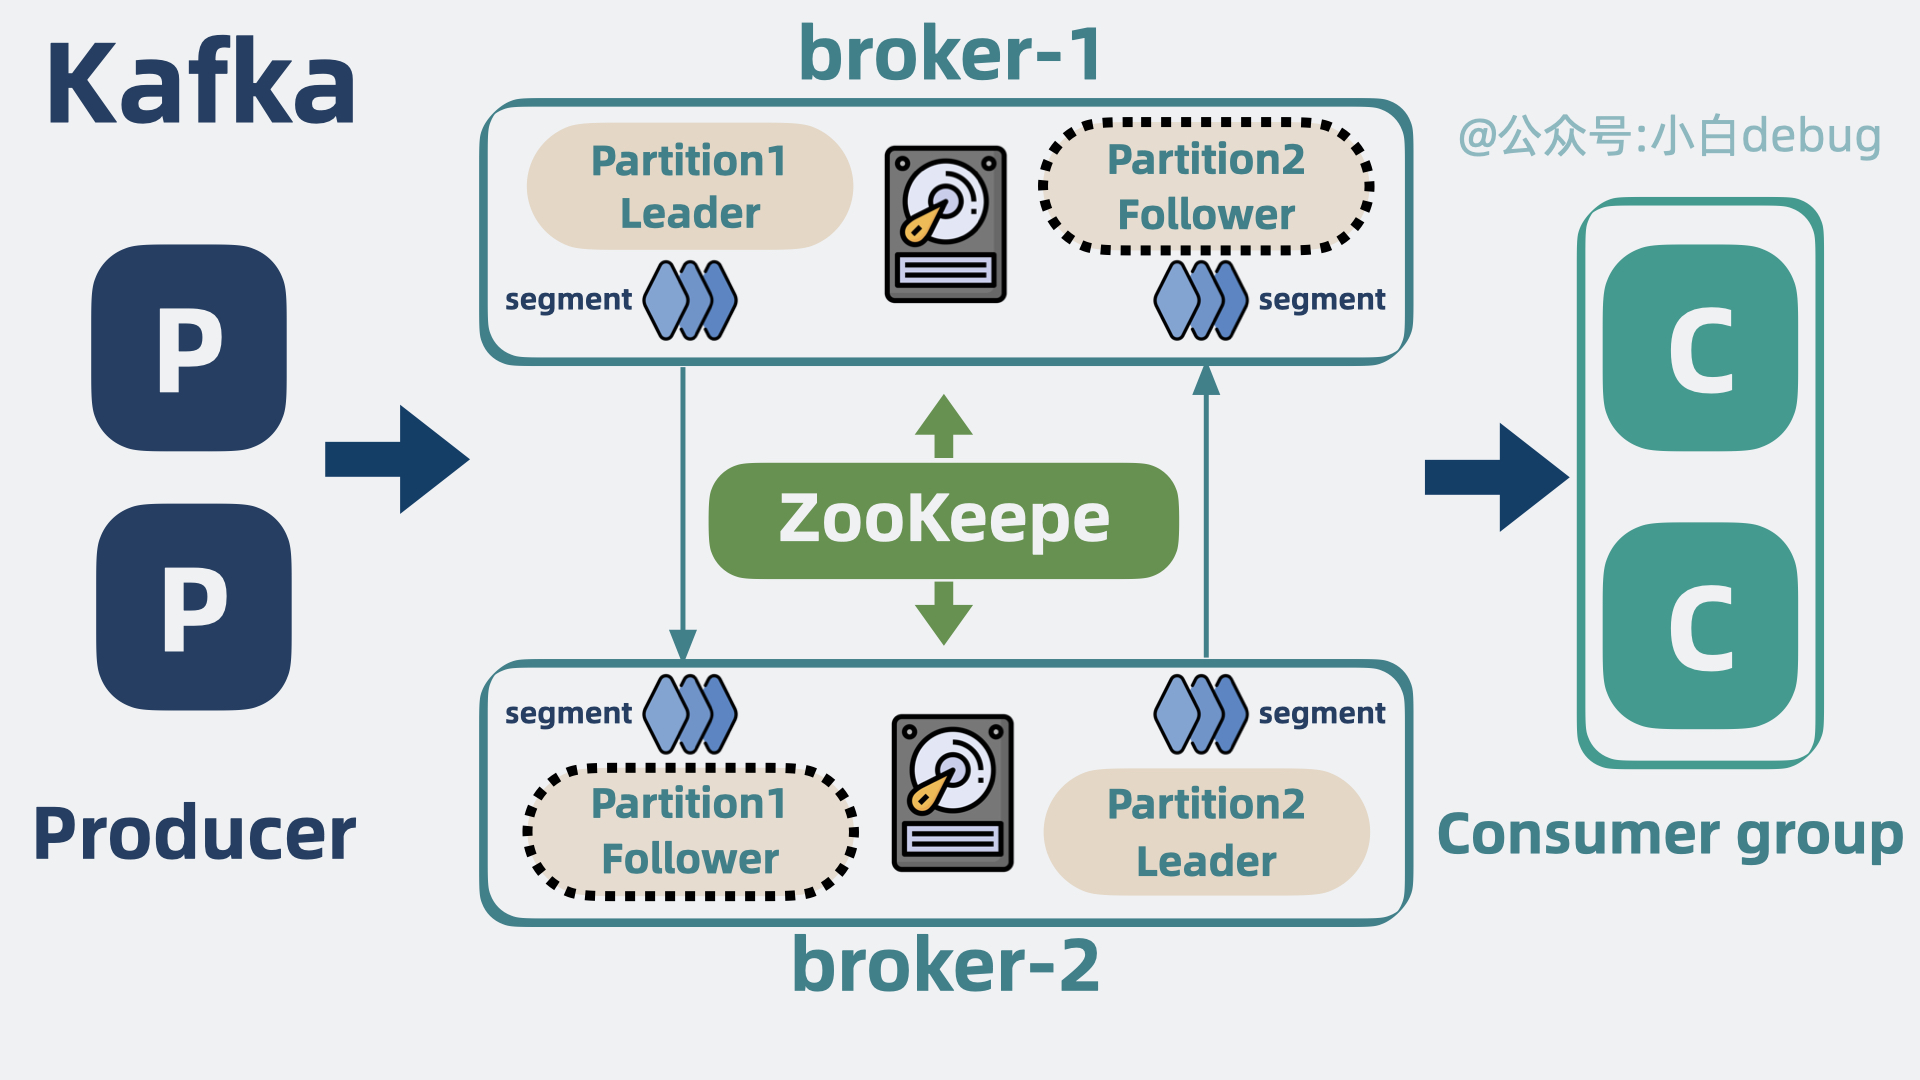 Kafka
broker-1
@公众号:小白debug
Partition1
Leader
Partition2
Follower
segment
segment
P
P
Producer
ZooKeepe
C
C
Consumer group
segment
segment
Partition1
Follower
Partition2
Leader
broker-2